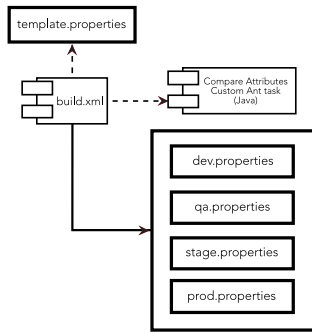 template.properties
build.xml
Compare Attributes
Custom Ant task
(Java)
dev.properties
qa.properties
stage.properties
prod.properties